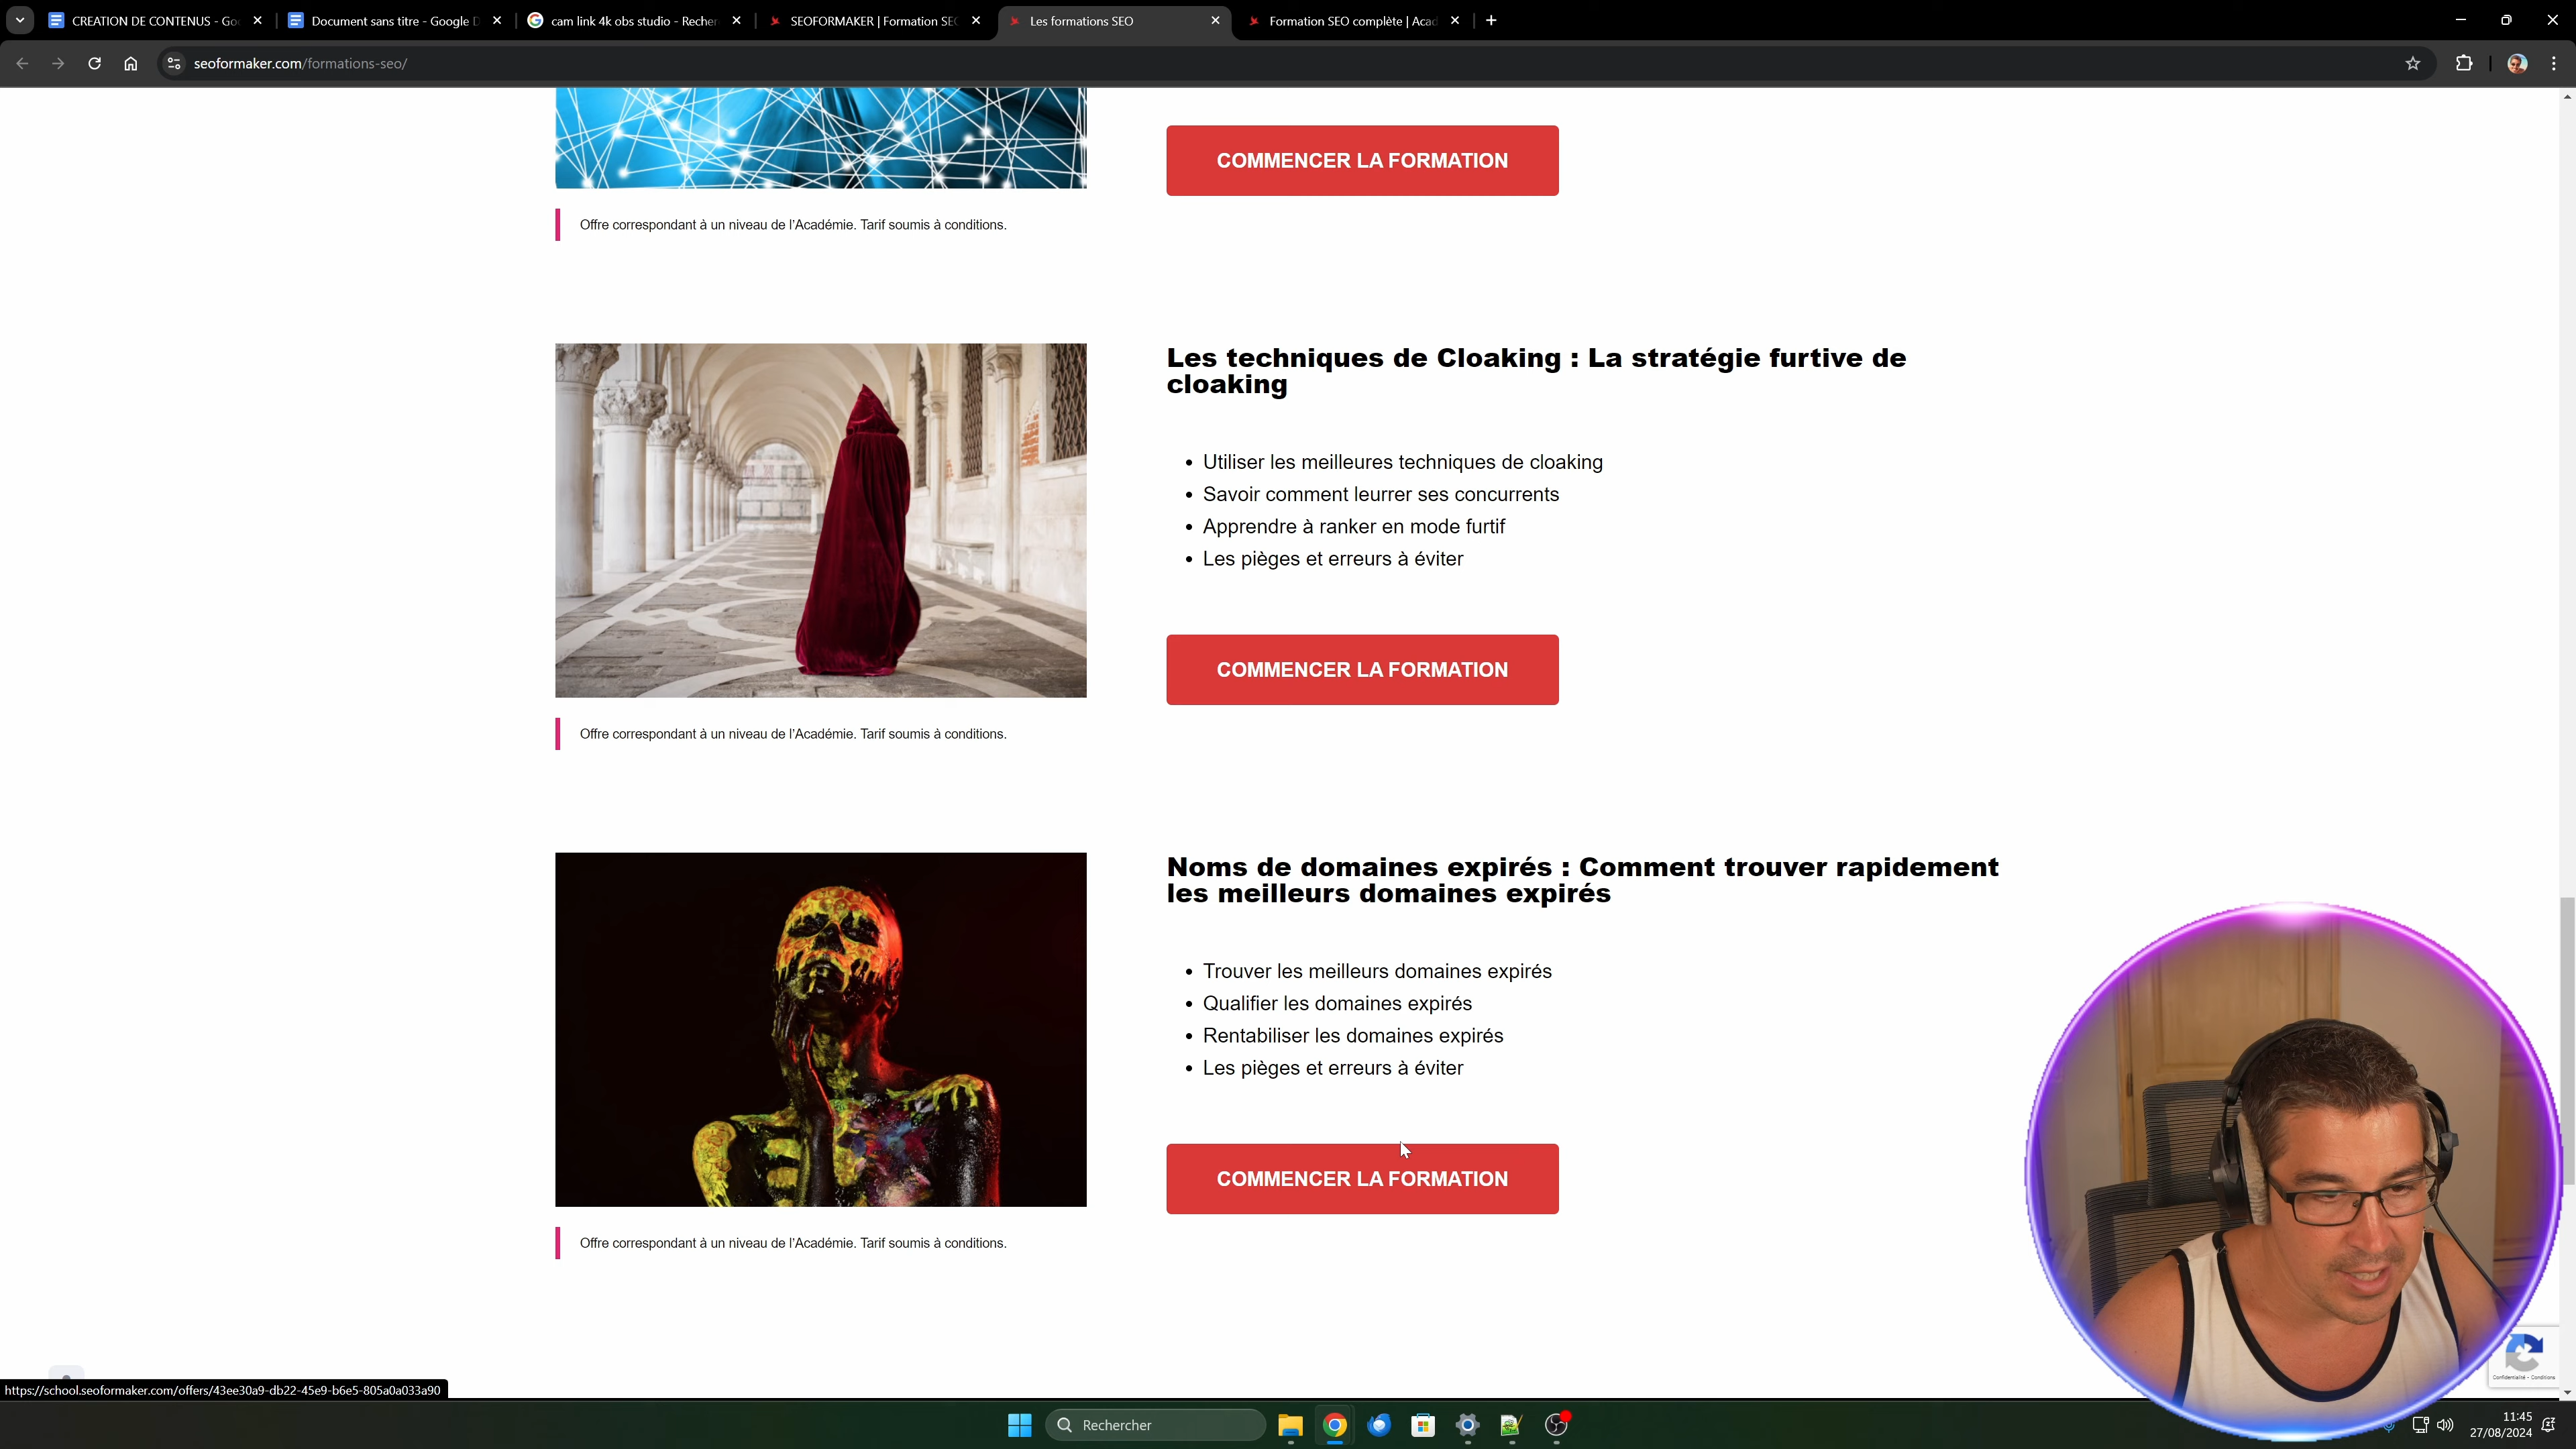 CREATION DE CONTENUS - Go
Document sans titre - Google D
cam link 4k obs studio - Recher
SEOFORMAKER | Formation SEO
Les formations SEO
Formation SEO complète | Acad
seoformaker.com/formations-seo/
COMMENCER LA FORMATION
Offre correspondant à un niveau de l'Académie. Tarif soumis à conditions.
Les techniques de Cloaking : La stratégie furtive de
cloaking
• Utiliser les meilleures techniques de cloaking
• Savoir comment leurrer ses concurrents
• Apprendre à ranker en mode furtif
• Les pièges et erreurs à éviter
COMMENCER LA FORMATION
Offre correspondant à un niveau de l'Académie. Tarif soumis à conditions.
Noms de domaines expirés : Comment trouver rapidement
les meilleurs domaines expirés
• Trouver les meilleurs domaines expirés
• Qualifier les domaines expirés
• Rentabiliser les domaines expirés
• Les pièges et erreurs à éviter
COMMENCER LA FORMATION
Offre correspondant à un niveau de l'Académie. Tarif soumis à conditions.
Confidentialité - Conditions
https://school.seoformaker.com/offers/43ee30a9-db22-45e9-b6e5-805a0a033a90
Rechercher
11:45
27/08/2024